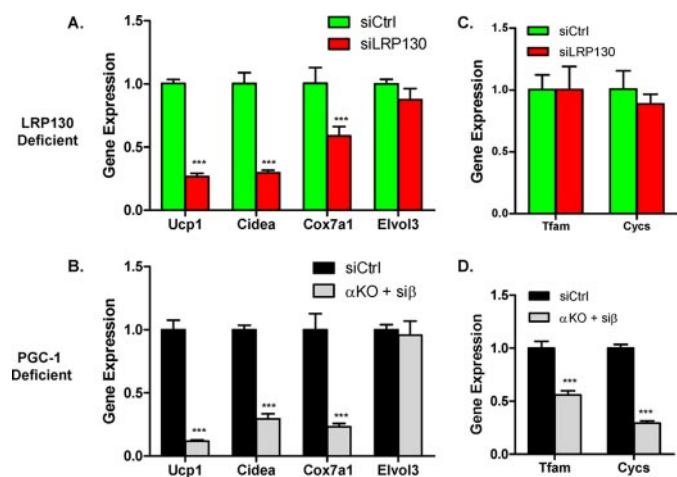 A.
siCtrl
siLRP130
LRP130
Deficient
Gene Expression
1.5
1.0
0.5
0.0
***
***
***
Ucp1
Cidea
Cox7a1
Elvol3
C.
siCtrl
siLRP130
Gene Expression
1.5
1.0
0.5
0.0
Tfam
Cycs
B.
siCtrl
αKO + siβ
PGC-1
Deficient
Gene Expression
1.5
1.0
0.5
0.0
***
***
***
Ucp1
Cidea
Cox7a1
Elvol3
D.
siCtrl
αKO + siβ
Gene Expression
1.5
1.0
0.5
0.0
***
***
Tfam
Cycs